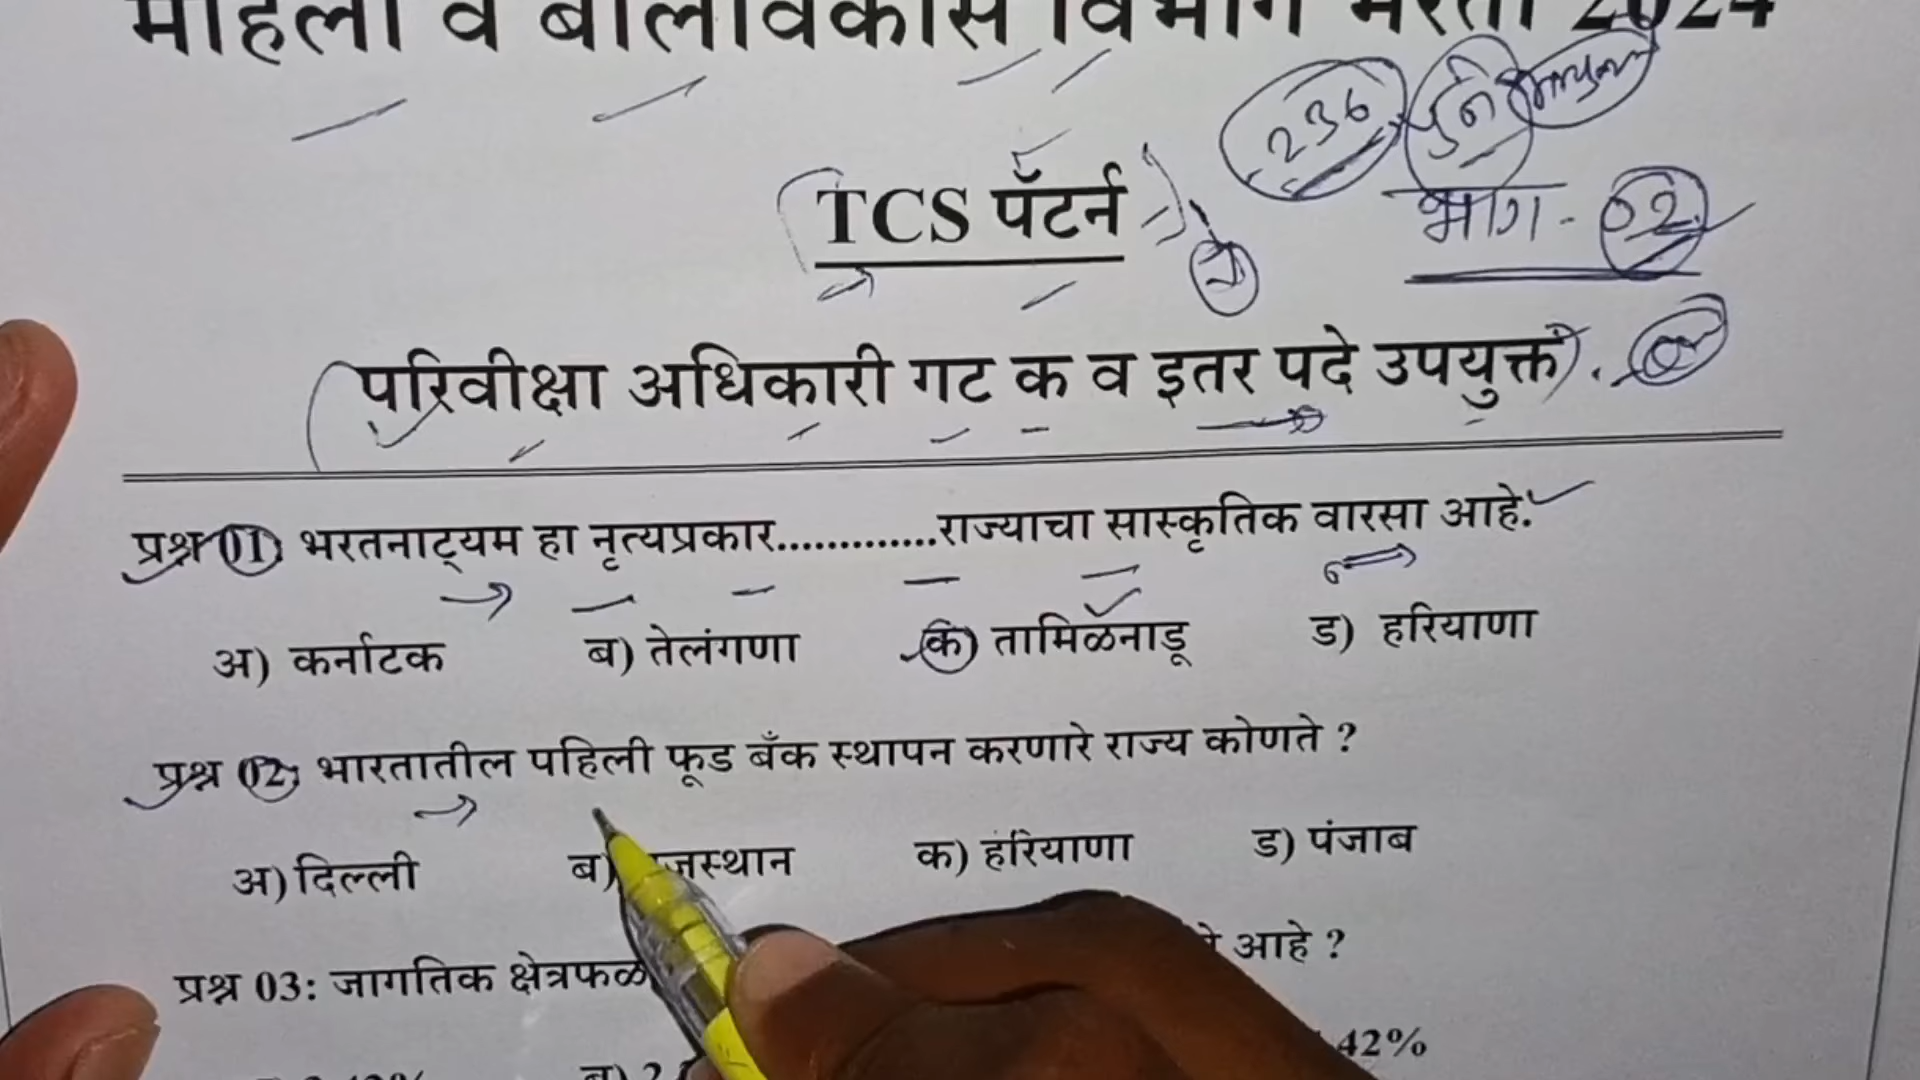 महिला व बालविकास विभाग भरती 2024
236
TCS पॅटर्न
भाग - 02
परिवीक्षा अधिकारी गट क व इतर पदे उपयुक्त.
प्रश्न 01) भरतनाट्यम हा नृत्यप्रकार.............राज्याचा सास्कृतिक वारसा आहे.
अ) कर्नाटक ब) तेलंगणा क) तामिळनाडू ड) हरियाणा
प्रश्न 02: भारतातील पहिली फूड बँक स्थापन करणारे राज्य कोणते ?
अ) दिल्ली ब) क) हरियाणा ड) पंजाब
प्रश्न 03: जागतिक क्षेत्रफळ आहे ?
ब) 42%